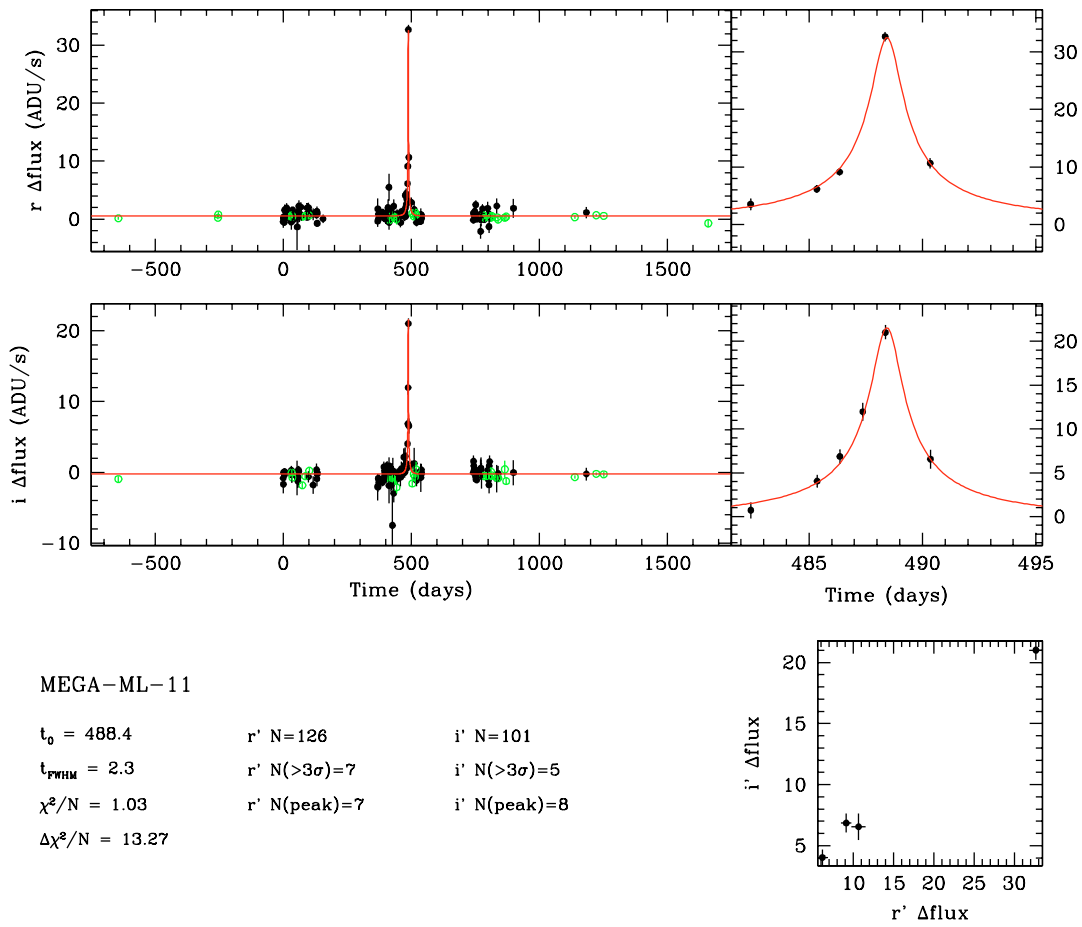 r Δflux (ADU/s)
30
20
10
0
−500 0 500 1000 1500
30
20
10
0
i Δflux (ADU/s)
20
10
0
−10
−500 0 500 1000 1500
Time (days)
20
15
10
5
0
485 490 495
Time (days)
MEGA−ML−11
t₀ = 488.4 r' N=126 i' N=101
t_FWHM = 2.3 r' N(>3σ)=7 i' N(>3σ)=5
χ²/N = 1.03 r' N(peak)=7 i' N(peak)=8
Δχ²/N = 13.27
i' Δflux
20
15
10
5
10 15 20 25 30
r' Δflux